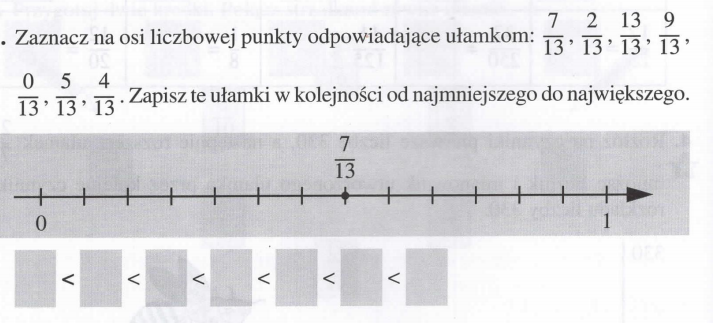 . Zaznacz na osi liczbowej punkty odpowiadające ułamkom: 7/13, 2/13, 13/13, 9/13,
0/13, 5/13, 4/13. Zapisz te ułamki w kolejności od najmniejszego do największego.
7/13
0 1
< < < < < <